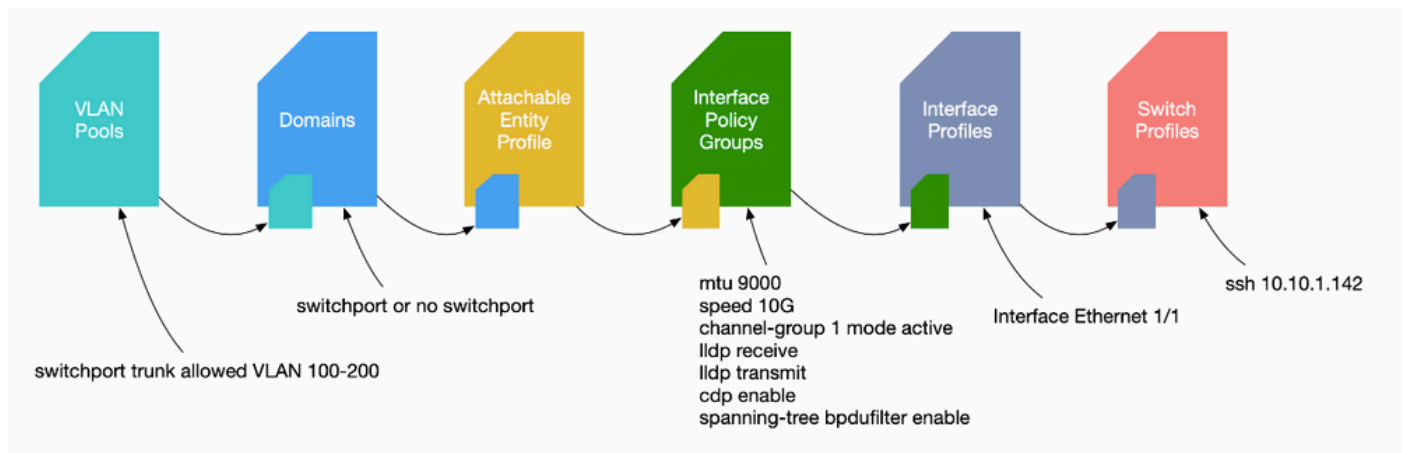 VLAN
Pools
Domains
Attachable
Entity
Profile
Interface
Policy
Groups
Interface
Profiles
Switch
Profiles
switchport trunk allowed VLAN 100-200
switchport or no switchport
mtu 9000
speed 10G
channel-group 1 mode active
lldp receive
lldp transmit
cdp enable
spanning-tree bpdufilter enable
Interface Ethernet 1/1
ssh 10.10.1.142